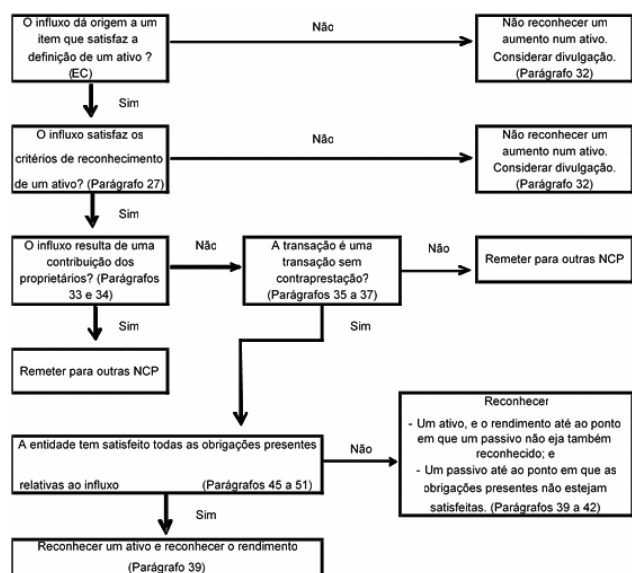 O influxo dá origem a um
item que satisfaz a
definição de um ativo ?
(EC)
Não
Não reconhecer um
aumento num ativo.
Considerar divulgação.
(Parágrafo 32)
Sim
O influxo satisfaz os
critérios de reconhecimento
de um ativo? (Parágrafo 27)
Não
Não reconhecer um
aumento num ativo.
Considerar divulgação.
(Parágrafo 32)
Sim
O influxo resulta de uma
contribuição dos
proprietários? (Parágrafos
33 e 34)
Não
A transação é uma
transação sem
contraprestação?
(Parágrafos 35 a 37)
Não
Remeter para outras NCP
Sim
Sim
Remeter para outras NCP
A entidade tem satisfeito todas as obrigações presentes
relativas ao influxo (Parágrafos 45 a 51)
Não
Reconhecer
- Um ativo, e o rendimento até ao ponto
em que um passivo não eja também
reconhecido; e
- Um passivo até ao ponto em que as
obrigações presentes não estejam
satisfeitas. (Parágrafos 39 a 42)
Sim
Reconhecer um ativo e reconhecer o rendimento
(Parágrafo 39)